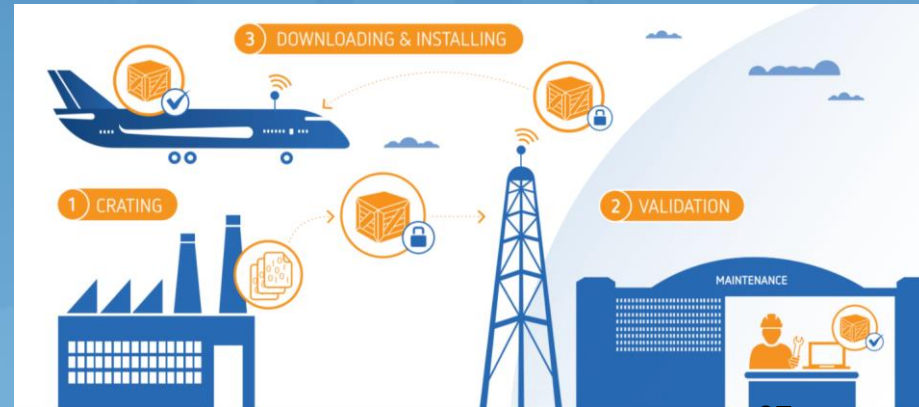 3 DOWNLOADING & INSTALLING
1 CRATING
2 VALIDATION
MAINTENANCE